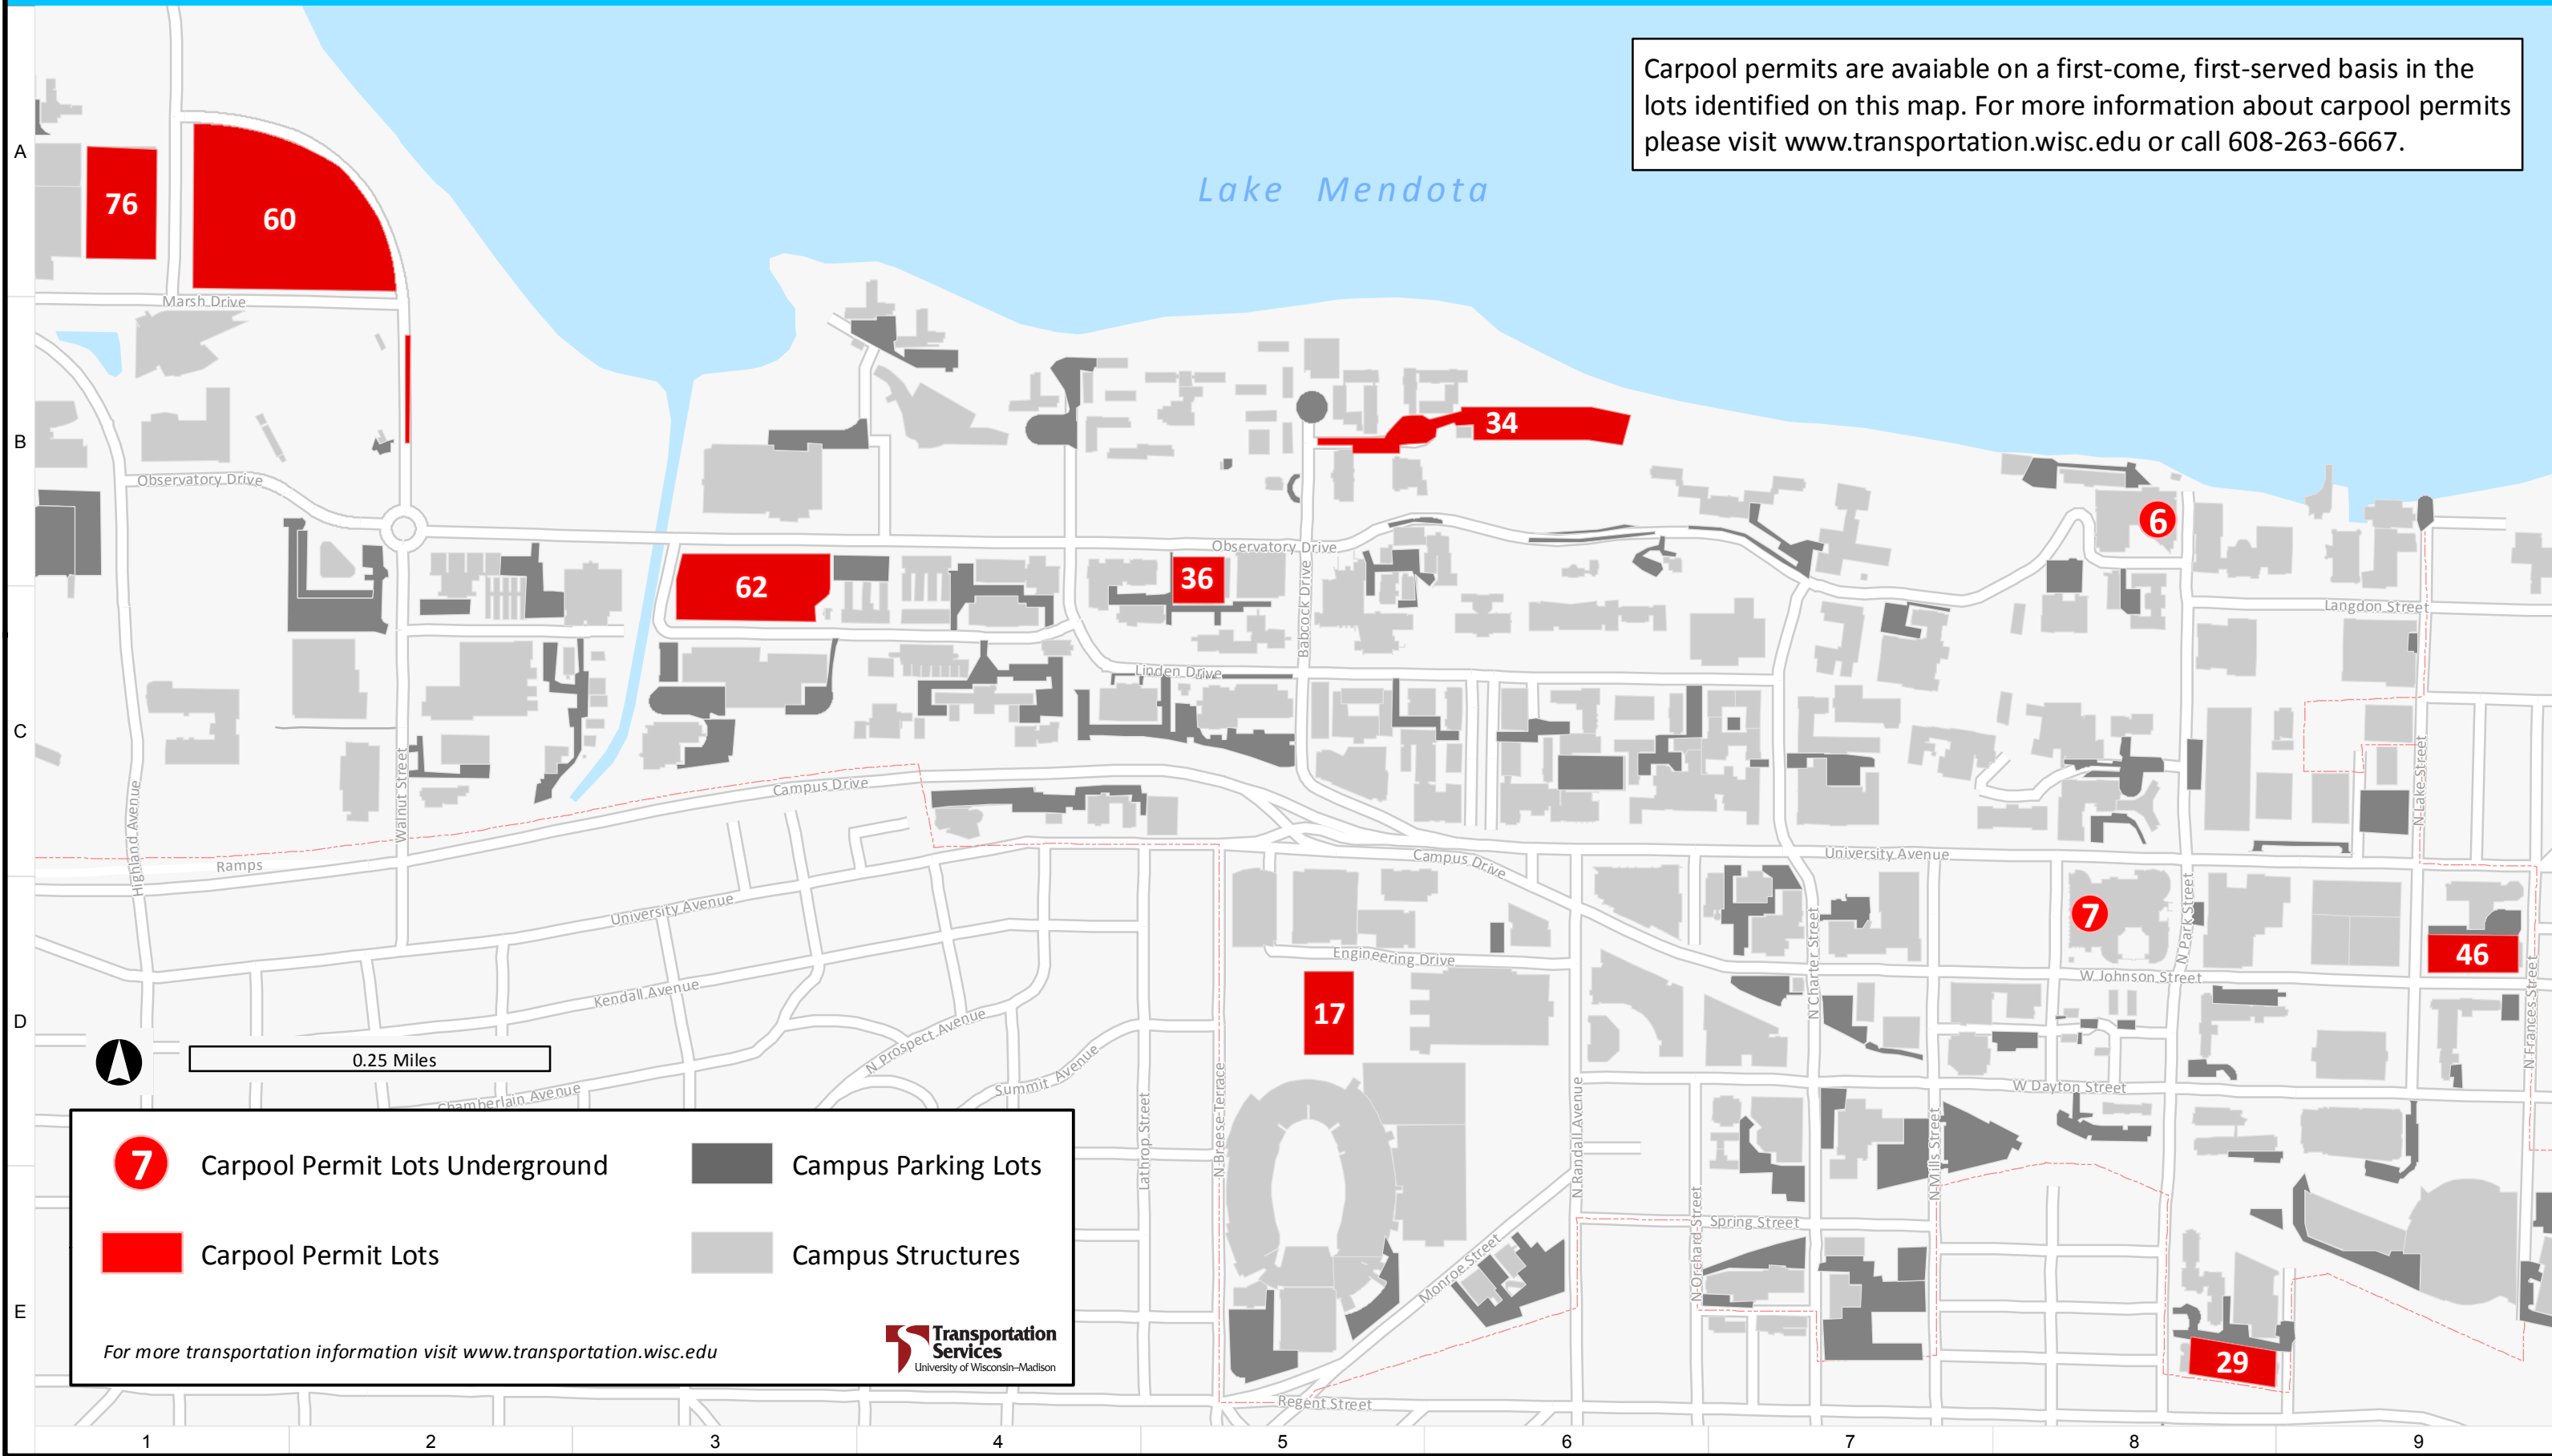 Carpool permits are avaiable on a first-come, first-served basis in the
lots identified on this map. For more information about carpool permits
please visit www.transportation.wisc.edu or call 608-263-6667.
Lake Mendota
A
76
60
Marsh Drive
34
B
Observatory Drive
6
Observatory Drive
62
36
Babcock Drive
Langdon Street
Linden Drive
C
Highland Avenue
Walnut Street
Campus Drive
N Lake Street
Ramps
Campus Drive
University Avenue
University Avenue
7
N Park Street
N Charter Street
46
Engineering Drive
W Johnson Street
Kendall Avenue
17
D
N Prospect Avenue
N Frances Street
0.25 Miles
Summit Avenue
Chamberlain Avenue
W Dayton Street
Lathrop Street
N Breese Terrace
N Randall Avenue
N Mills Street
7
Carpool Permit Lots Underground
Campus Parking Lots
N Orchard Street
Spring Street
Carpool Permit Lots
Campus Structures
Monroe Street
E
For more transportation information visit www.transportation.wisc.edu
Transportation
Services
University of Wisconsin–Madison
29
Regent Street
1
2
3
4
5
6
7
8
9